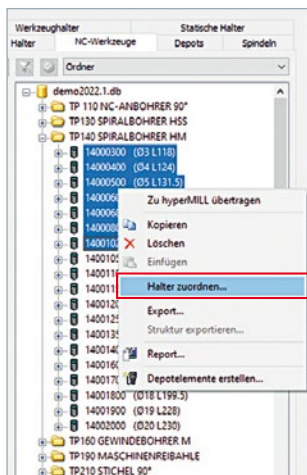 Werkzeughalter
Statische Halter
Halter
NC-Werkzeuge
Depots
Spindeln
Ordner
demo2022.1.db
TP 110 NC-ANBOHRER 90°
TP130 SPIRALBOHRER HSS
TP140 SPIRALBOHRER HM
14000300 (Ø3 L118)
14000400 (Ø4 L124)
14000500 (Ø5 L131.5)
Zu hyperMILL übertragen
Kopieren
Löschen
Einfügen
Halter zuordnen...
Export...
Struktur exportieren...
Report...
Depotelemente erstellen...
14001800 (Ø18 L199.5)
14001900 (Ø19 L228)
14002000 (Ø20 L230)
TP160 GEWINDEBOHRER M
TP190 MASCHINENREIBAHLE
TP210 STICHEL 90°